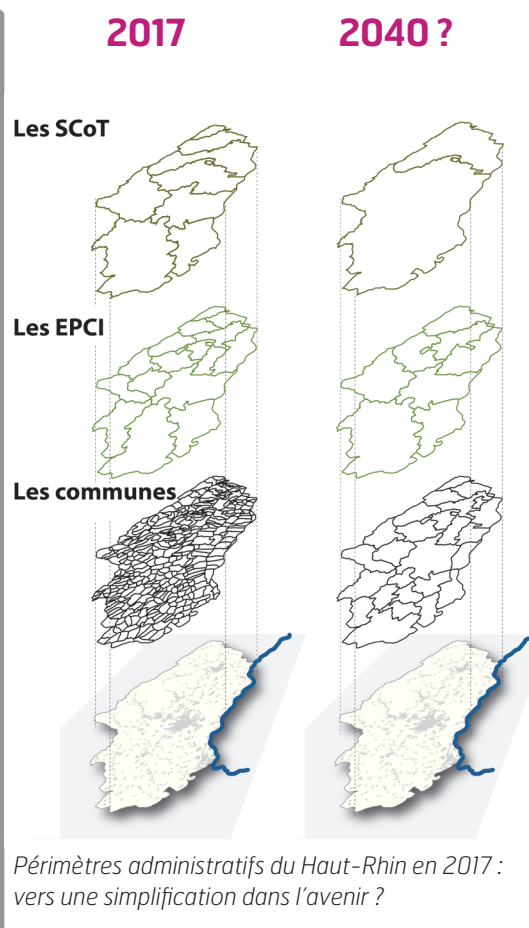 2017
2040 ?
Les SCoT
Les EPCI
Les communes
Périmètres administratifs du Haut-Rhin en 2017 :
vers une simplification dans l'avenir ?